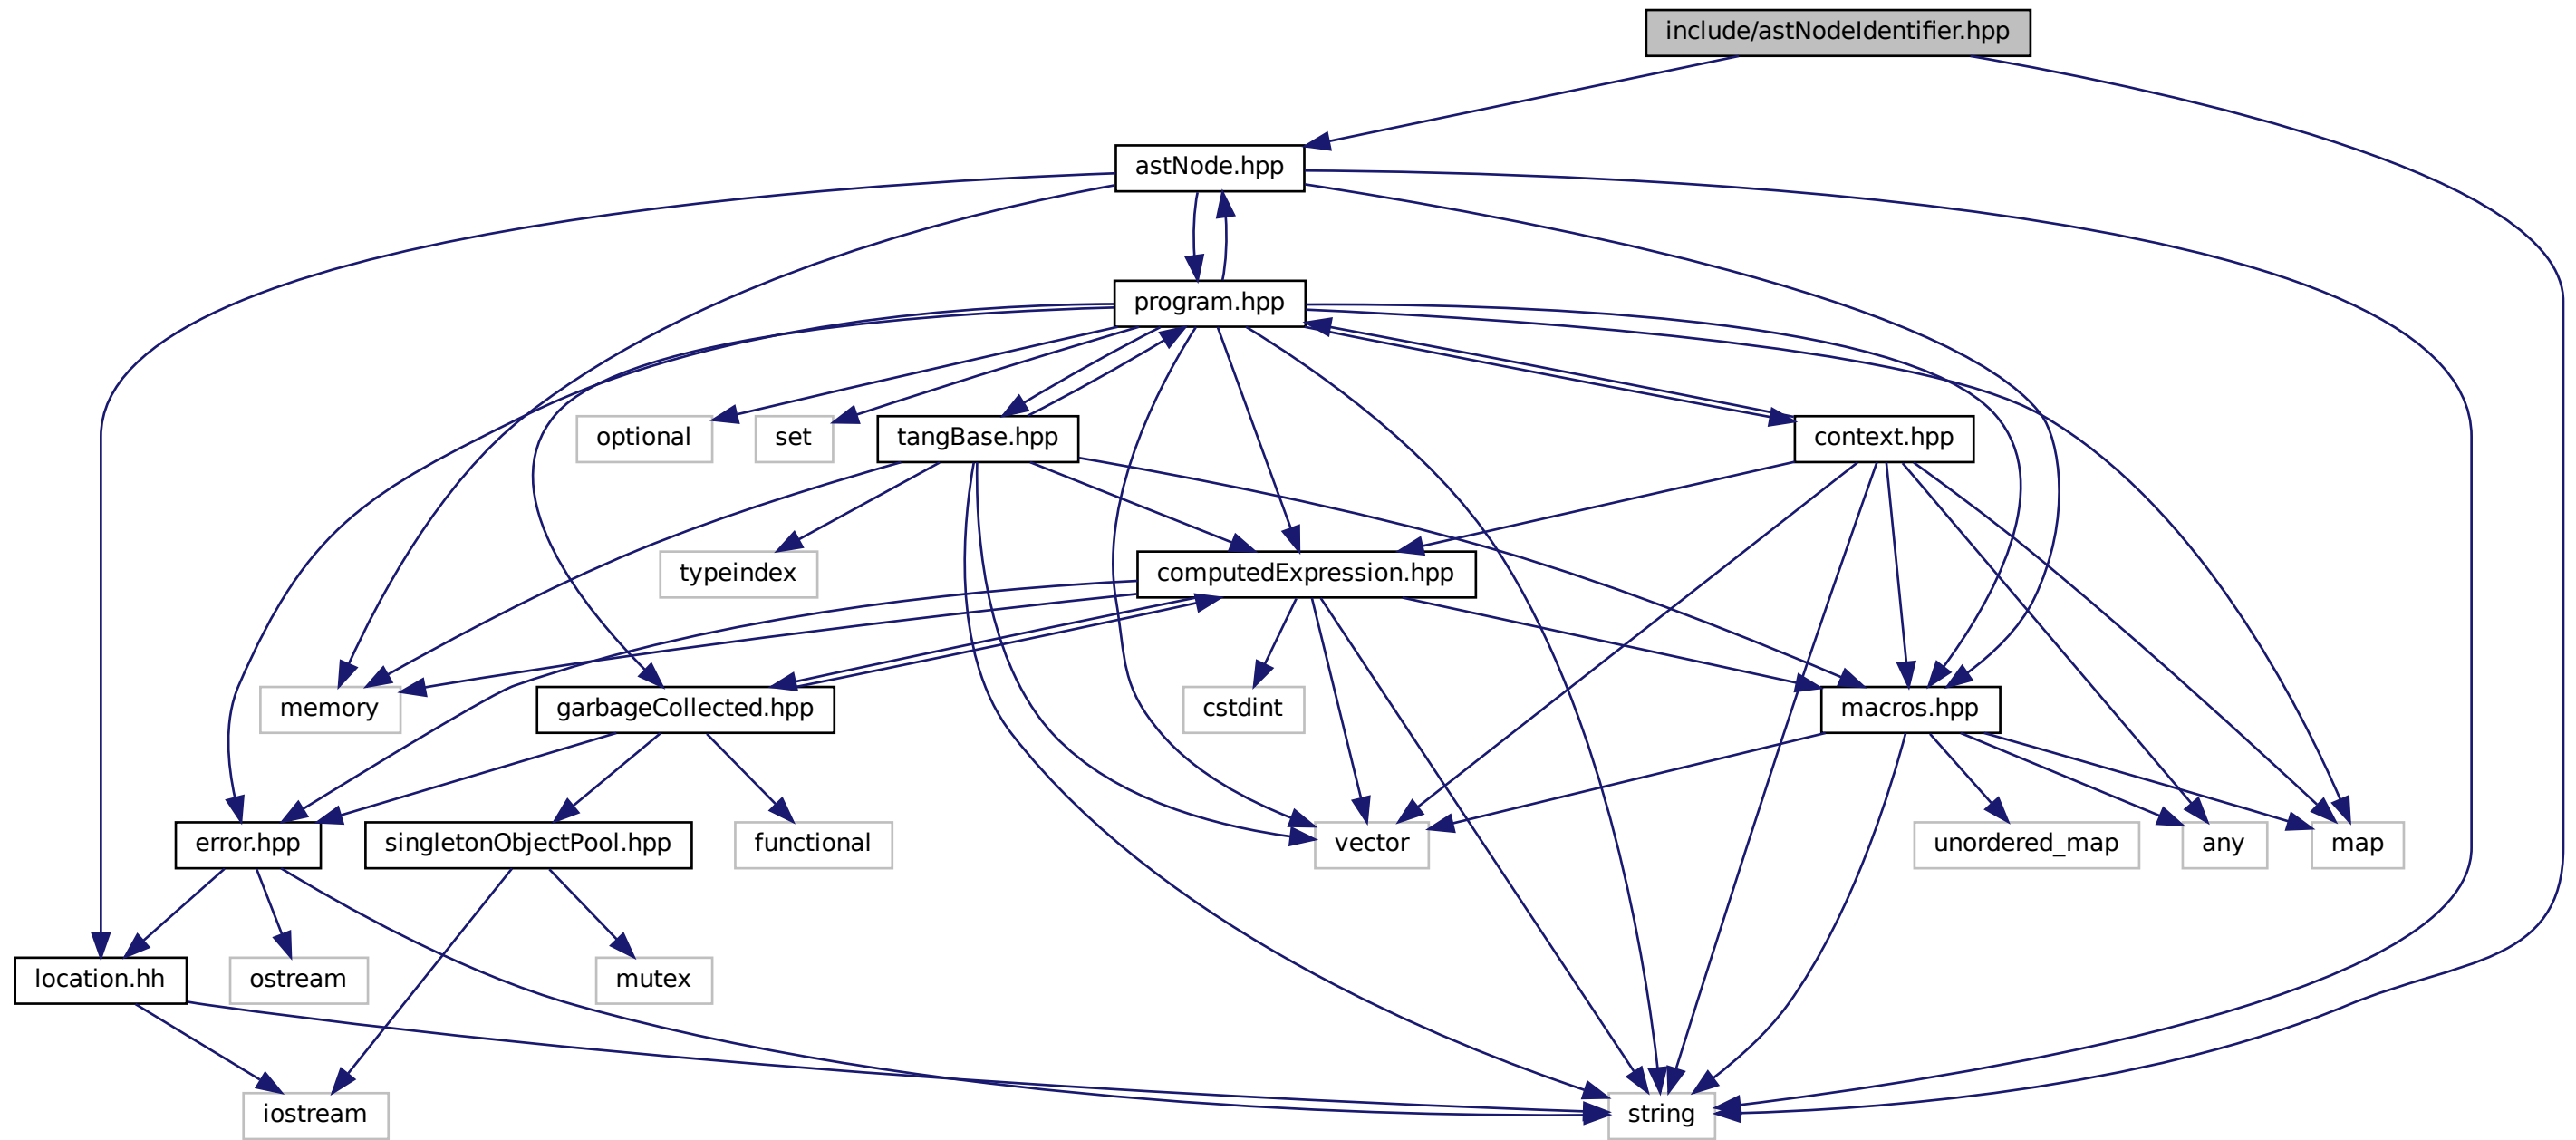 include/astNodeIdentifier.hpp
astNode.hpp
program.hpp
optional
set
tangBase.hpp
context.hpp
typeindex
computedExpression.hpp
memory
garbageCollected.hpp
cstdint
macros.hpp
error.hpp
singletonObjectPool.hpp
functional
vector
unordered_map
any
map
location.hh
ostream
mutex
iostream
string